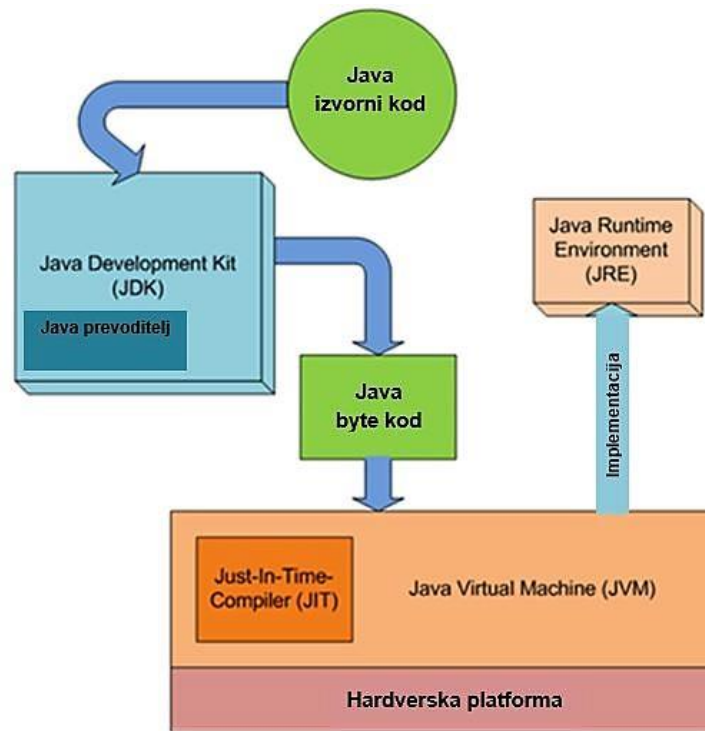 Java
izvorni kod
Java Development Kit
(JDK)
Java prevoditelj
Java Runtime
Environment
(JRE)
Implementacija
Java
byte kod
Just-In-Time-
Compiler (JIT)
Java Virtual Machine (JVM)
Hardverska platforma